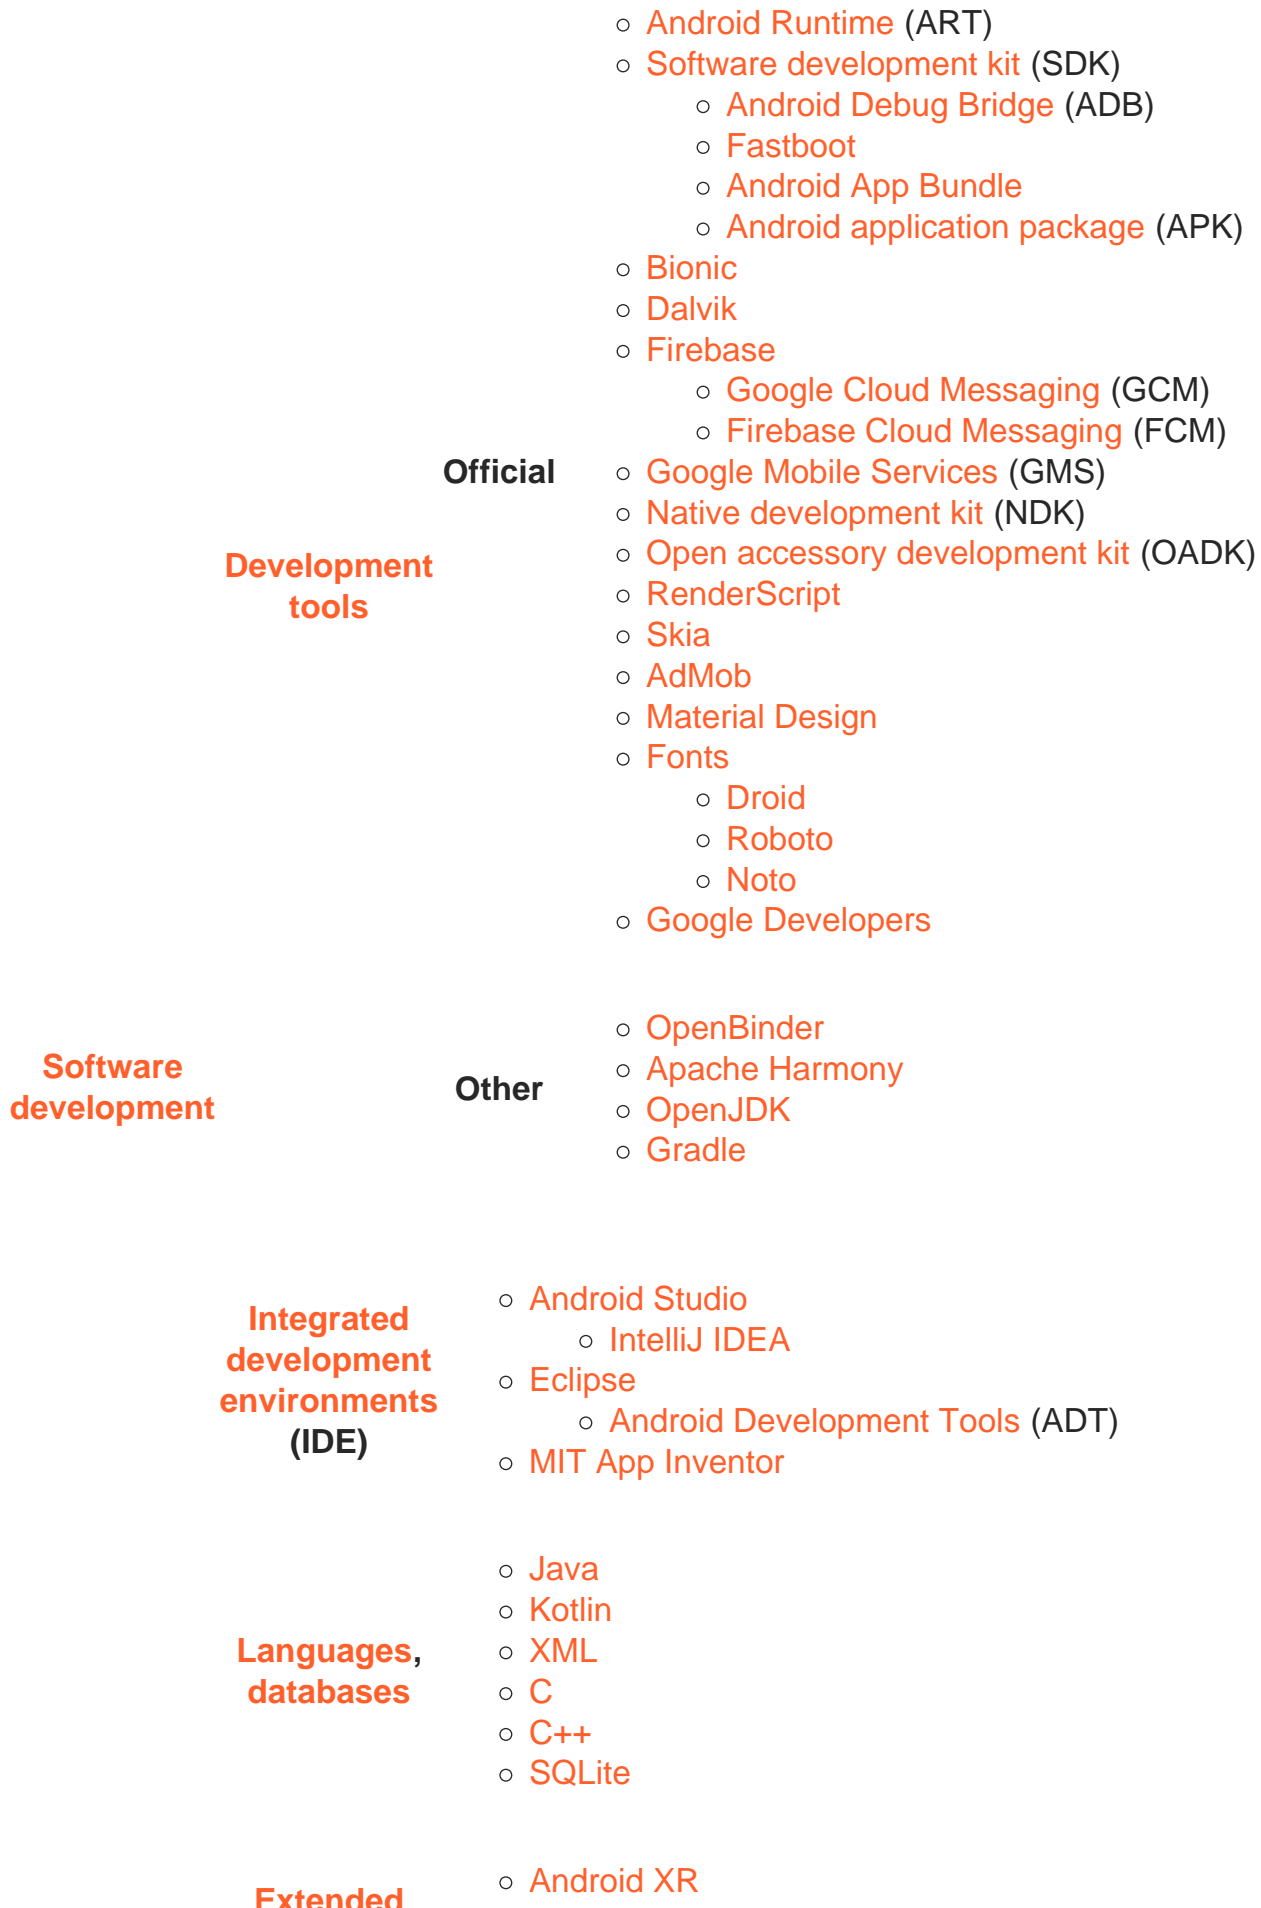 Software
development
Development
tools
Official
Android Runtime (ART)
Software development kit (SDK)
Android Debug Bridge (ADB)
Fastboot
Android App Bundle
Android application package (APK)
Bionic
Dalvik
Firebase
Google Cloud Messaging (GCM)
Firebase Cloud Messaging (FCM)
Google Mobile Services (GMS)
Native development kit (NDK)
Open accessory development kit (OADK)
RenderScript
Skia
AdMob
Material Design
Fonts
Droid
Roboto
Noto
Google Developers
Other
OpenBinder
Apache Harmony
OpenJDK
Gradle
Integrated
development
environments
(IDE)
Android Studio
IntelliJ IDEA
Eclipse
Android Development Tools (ADT)
MIT App Inventor
Languages,
databases
Java
Kotlin
XML
C
C++
SQLite
Extended
Android XR